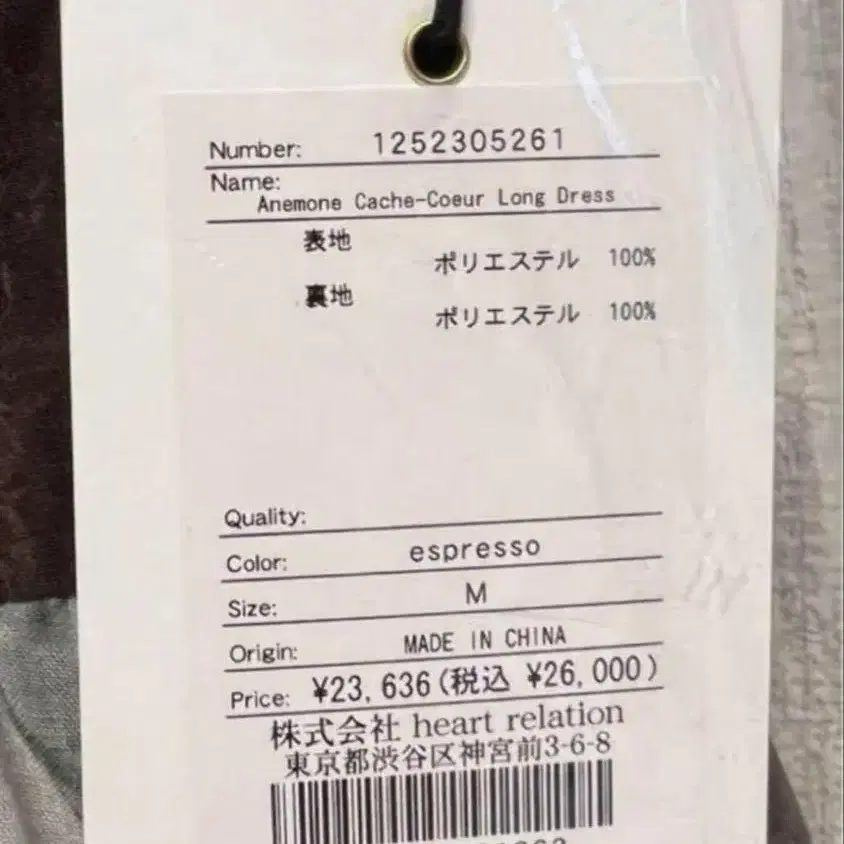 Number: 1252305261
Name:
Anemone Cache-Coeur Long Dress
表地
ポリエステル 100%
裏地
ポリエステル 100%
Quality:
Color: espresso
Size: M
Origin: MADE IN CHINA
Price: ¥23,636(税込 ¥26,000)
株式会社 heart relation
東京都渋谷区神宮前3-6-8